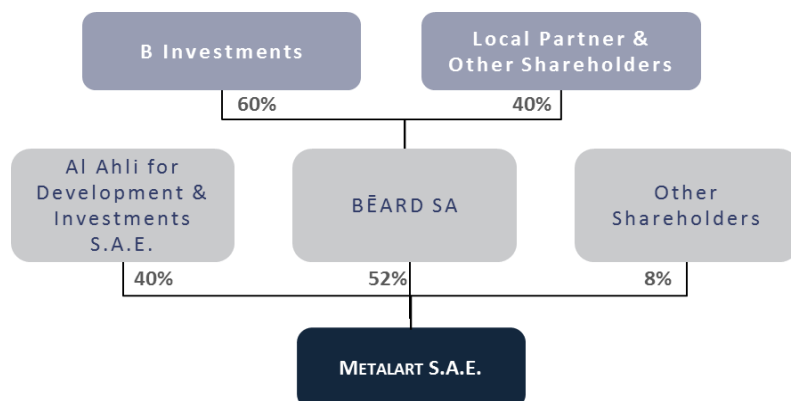 B Investments
Local Partner &
Other Shareholders
60%
40%
Al Ahli for
Development &
Investments
S.A.E.
BĒARD SA
Other
Shareholders
40%
52%
8%
METALART S.A.E.